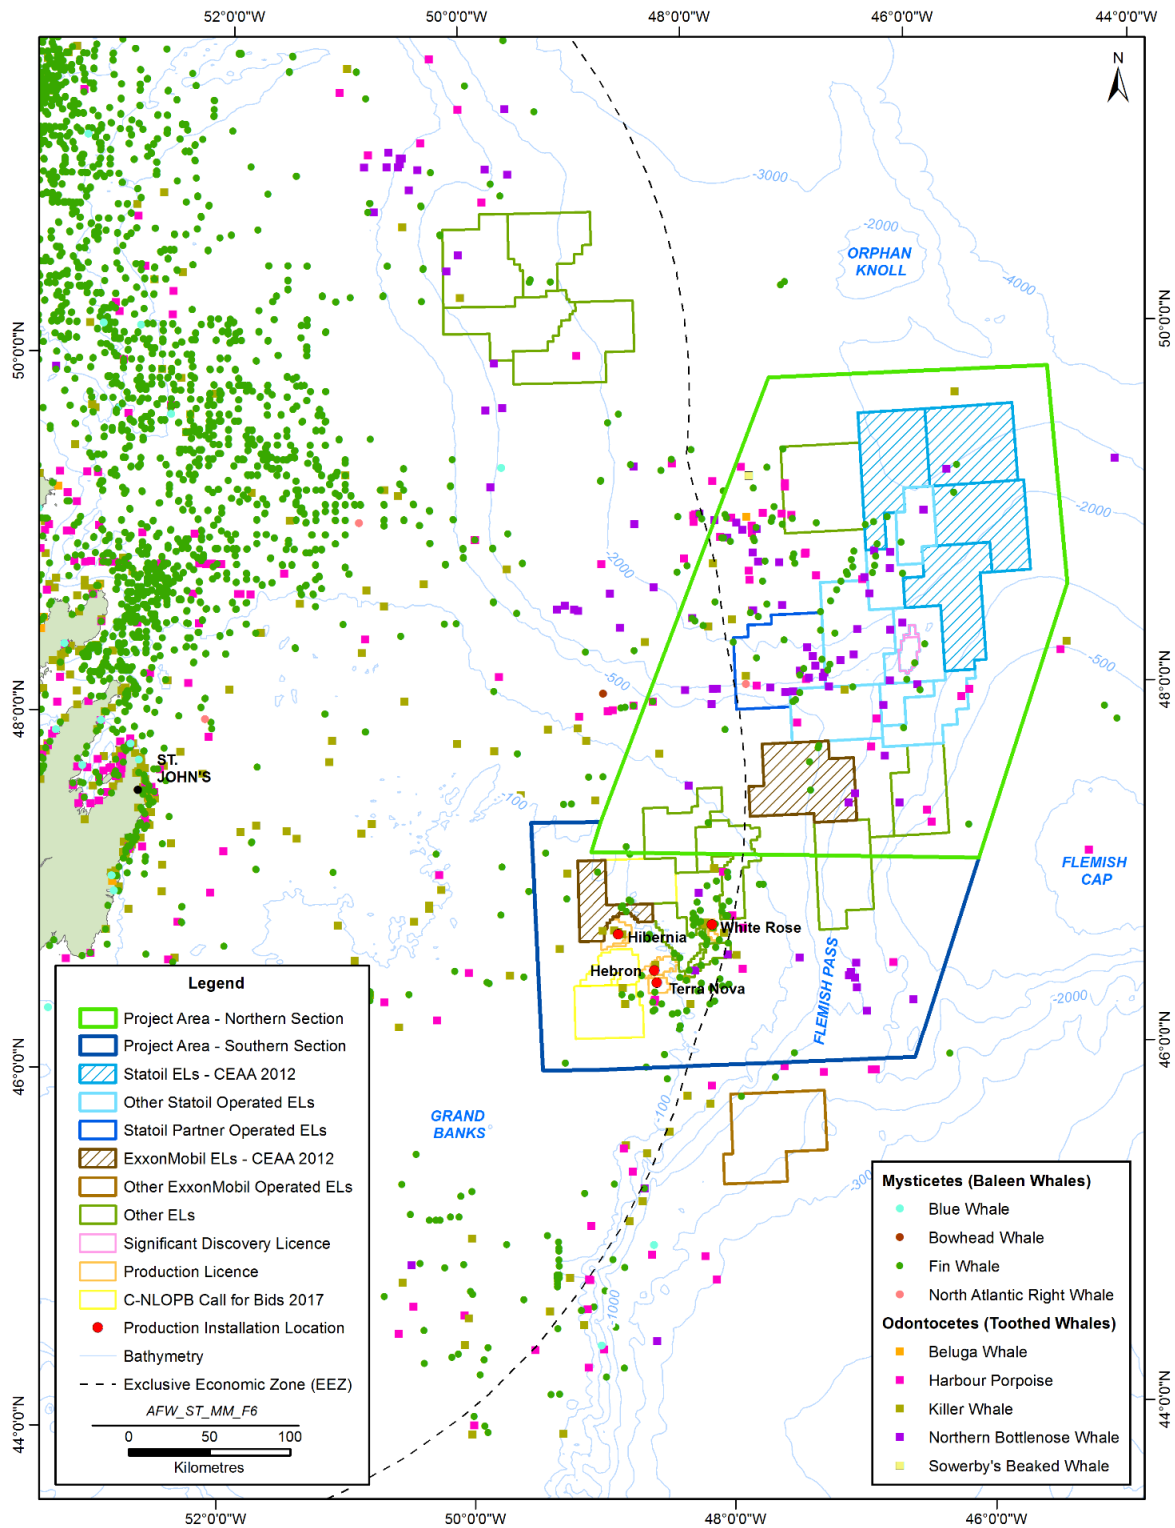 52°0'0"W
50°0'0"W
48°0'0"W
46°0'0"W
44°0'0"W
N
-3000
-2000
ORPHAN
KNOLL
-4000
50°0'0"N
50°0'0"N
-2000
-2000
-500
-500
48°0'0"N
48°0'0"N
ST.
JOHN'S
-100
FLEMISH
CAP
White Rose
Hibernia
Hebron
Terra Nova
FLEMISH PASS
-2000
46°0'0"N
46°0'0"N
-100
GRAND
BANKS
-300
-1000
44°0'0"N
44°0'0"N
Legend
Project Area - Northern Section
Project Area - Southern Section
Statoil ELs - CEAA 2012
Other Statoil Operated ELs
Statoil Partner Operated ELs
ExxonMobil ELs - CEAA 2012
Other ExxonMobil Operated ELs
Other ELs
Significant Discovery Licence
Production Licence
C-NLOPB Call for Bids 2017
Production Installation Location
Bathymetry
Exclusive Economic Zone (EEZ)
AFW_ST_MM_F6
0 50 100
Kilometres
Mysticetes (Baleen Whales)
Blue Whale
Bowhead Whale
Fin Whale
North Atlantic Right Whale
Odontocetes (Toothed Whales)
Beluga Whale
Harbour Porpoise
Killer Whale
Northern Bottlenose Whale
Sowerby's Beaked Whale
52°0'0"W
50°0'0"W
48°0'0"W
46°0'0"W